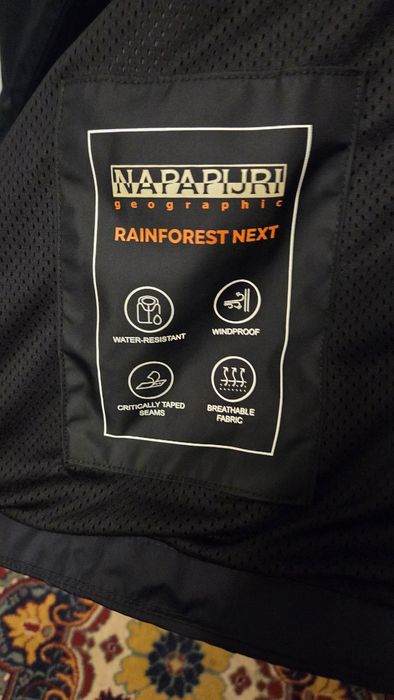 NAPAPIJRI
geographic
RAINFOREST NEXT
WATER-RESISTANT
WINDPROOF
CRITICALLY TAPED
SEAMS
BREATHABLE
FABRIC